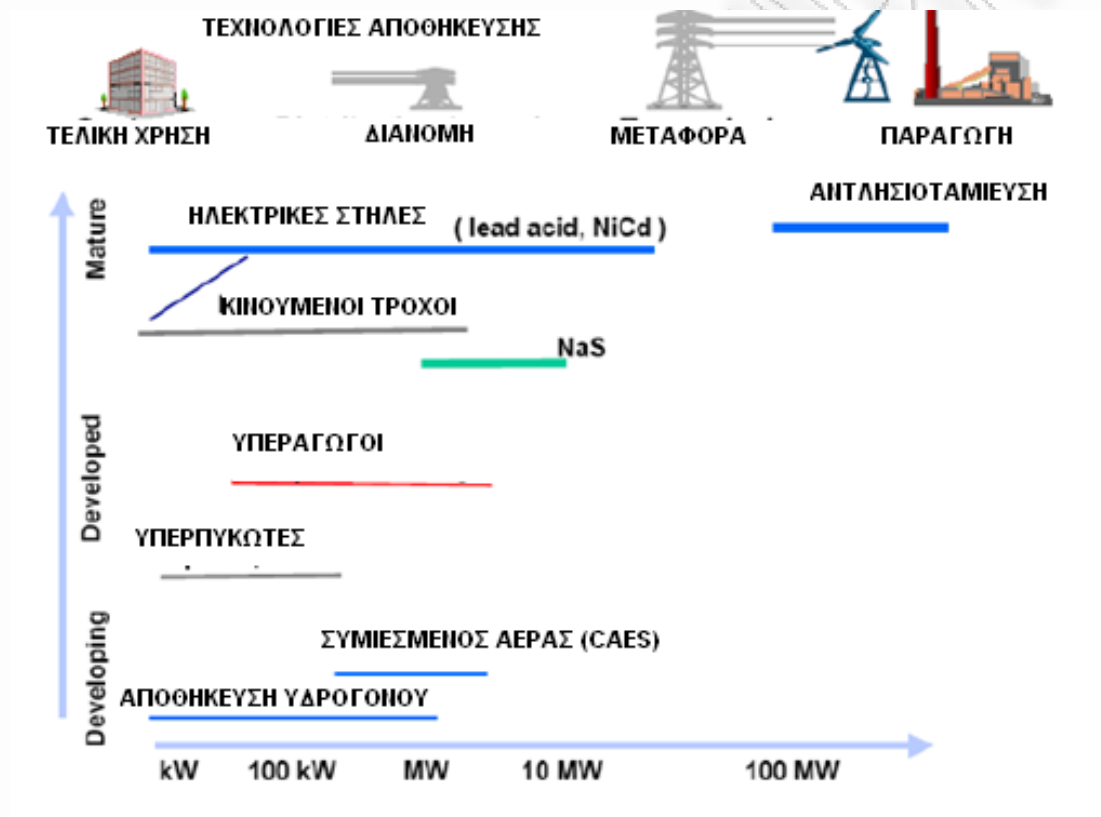 ΤΕΧΝΟΛΟΓΙΕΣ ΑΠΟΘΗΚΕΥΣΗΣ
ΤΕΛΙΚΗ ΧΡΗΣΗ
ΔΙΑΝΟΜΗ
ΜΕΤΑΦΟΡΑ
ΠΑΡΑΓΩΓΗ
ΑΝΤΛΗΣΙΟΤΑΜΙΕΥΣΗ
Mature
ΗΛΕΚΤΡΙΚΕΣ ΣΤΗΛΕΣ
( lead acid, NiCd )
ΚΙΝΟΥΜΕΝΟΙ ΤΡΟΧΟΙ
NaS
Developed
ΥΠΕΡΑΓΩΓΟΙ
ΥΠΕΡΠΥΚΩΤΕΣ
Developing
ΣΥΜΙΕΣΜΕΝΟΣ ΑΕΡΑΣ (CAES)
ΑΠΟΘΗΚΕΥΣΗ ΥΔΡΟΓΟΝΟΥ
kW
100 kW
MW
10 MW
100 MW